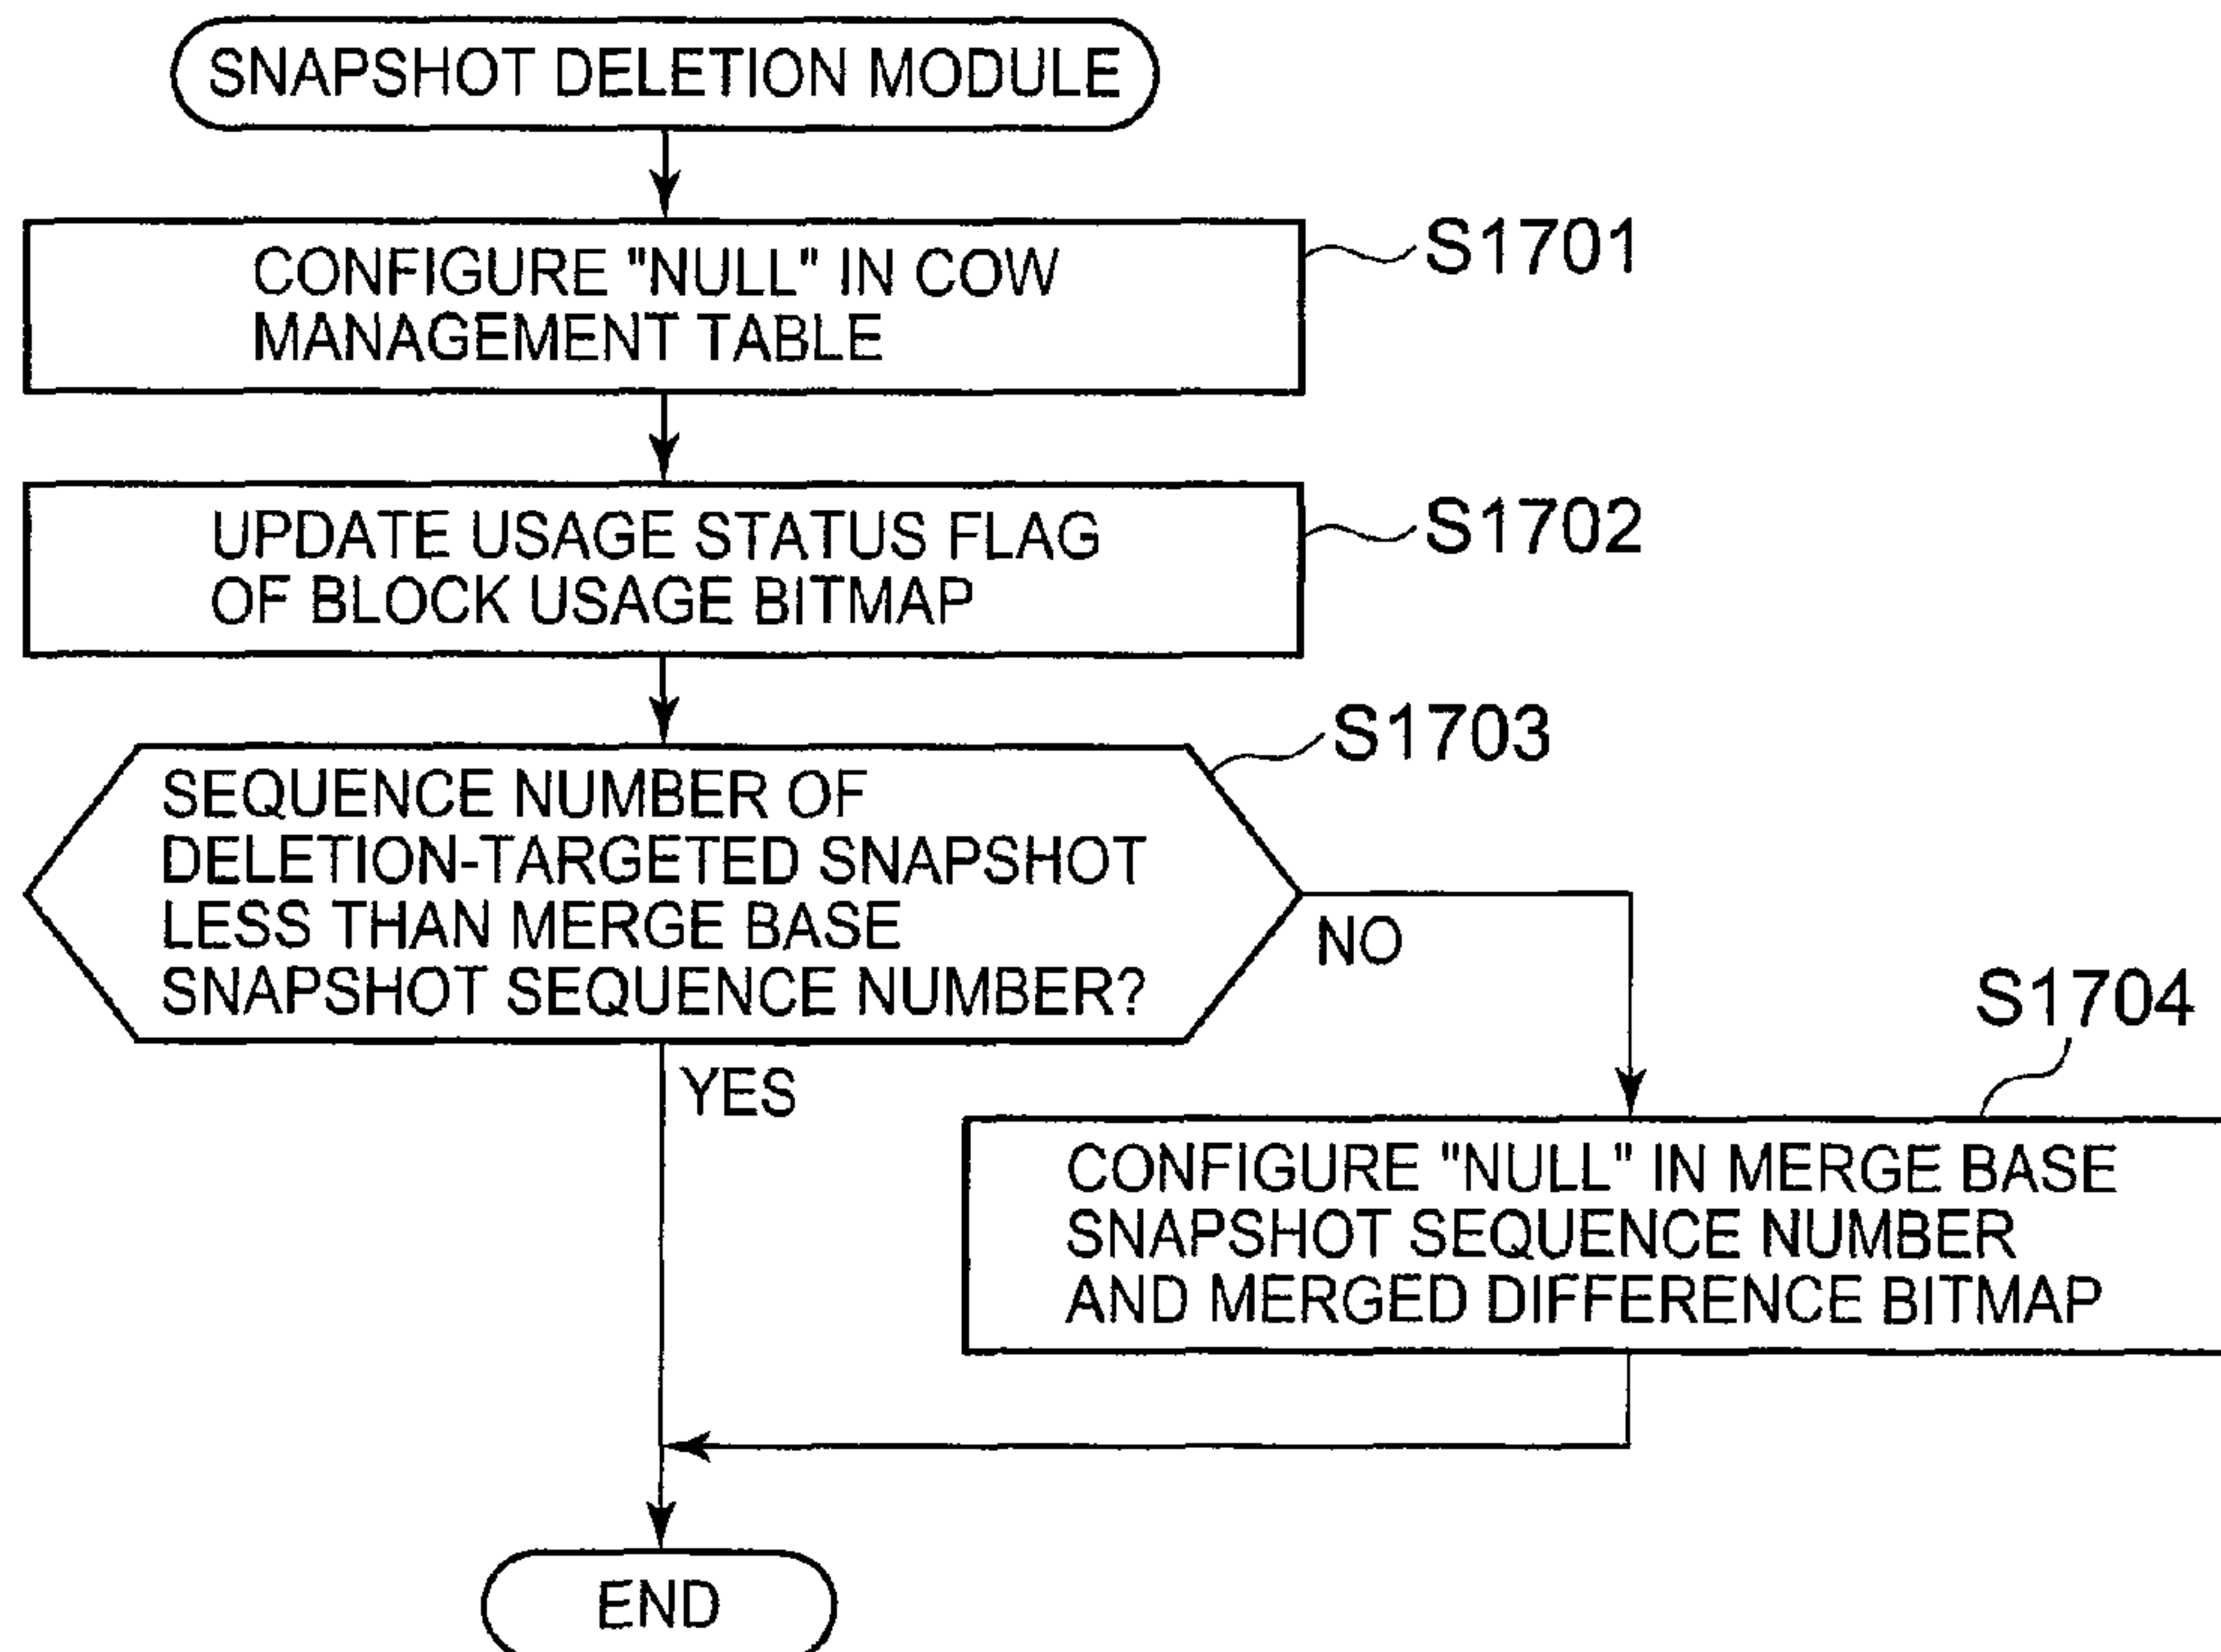 SNAPSHOT DELETION MODULE
CONFIGURE "NULL" IN COW
MANAGEMENT TABLE
S1701
UPDATE USAGE STATUS FLAG
OF BLOCK USAGE BITMAP
S1702
SEQUENCE NUMBER OF
DELETION-TARGETED SNAPSHOT
LESS THAN MERGE BASE
SNAPSHOT SEQUENCE NUMBER?
S1703
NO
YES
S1704
CONFIGURE "NULL" IN MERGE BASE
SNAPSHOT SEQUENCE NUMBER
AND MERGED DIFFERENCE BITMAP
END